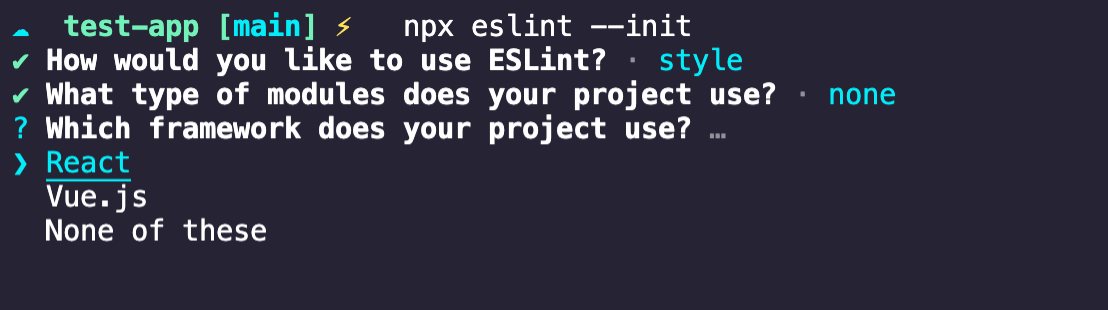 ☁ test-app [main] ⚡ npx eslint --init
✔ How would you like to use ESLint? · style
✔ What type of modules does your project use? · none
? Which framework does your project use? …
❯ React
Vue.js
None of these